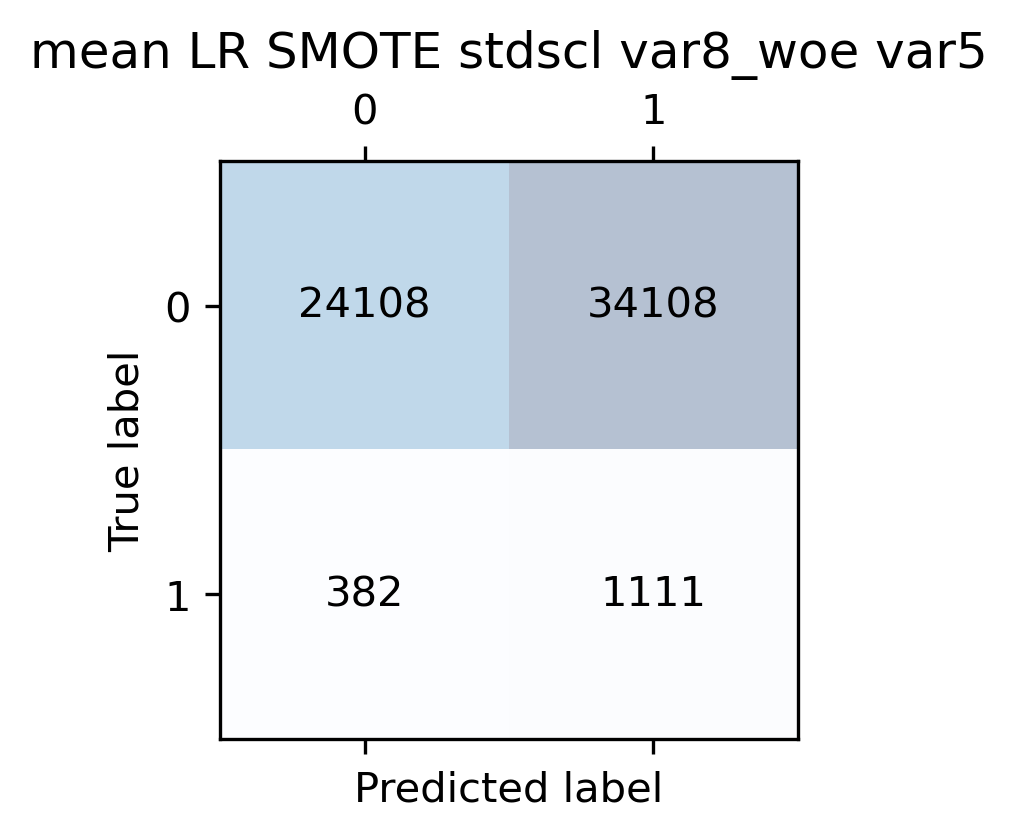 mean LR SMOTE stdscl var8_woe var5
0 1
0 24108 34108
True label
1 382 1111
Predicted label